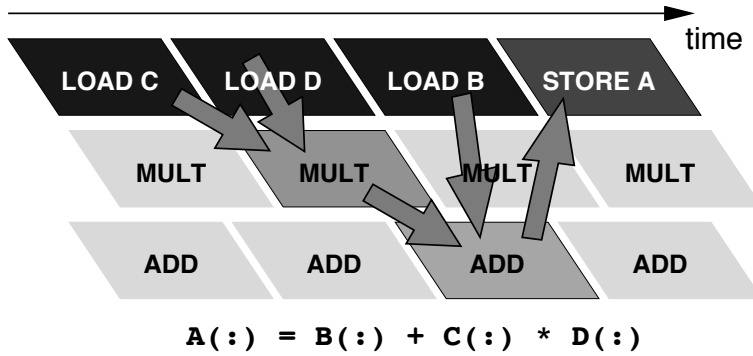 time
LOAD C LOAD D LOAD B STORE A
MULT MULT MULT MULT
ADD ADD ADD ADD
A(:) = B(:) + C(:) * D(:)